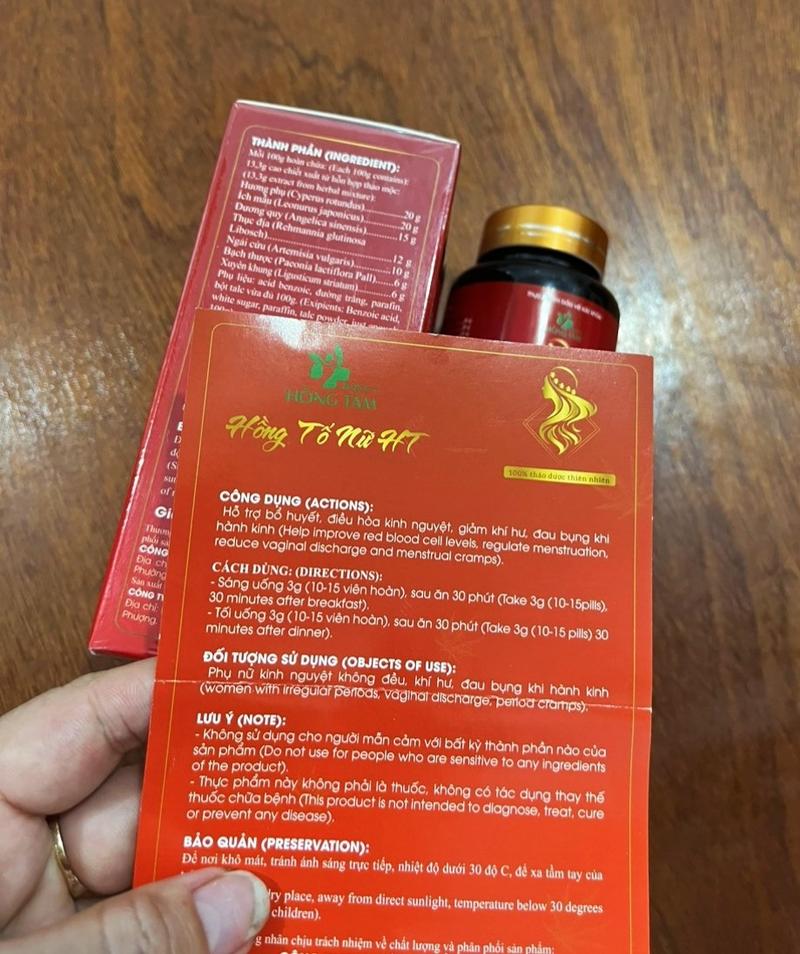 THÀNH PHẦN (INGREDIENT):
Mỗi 100g hoàn chứa: (Each 100g contains):
13,3g cao chiết xuất từ hỗn hợp thảo mộc:
(13,3g extract from herbal mixture):
Hương phụ (Cyperus rotundus)..........20 g
Ích mẫu (Leonurus japonicus)..........20 g
Dương quy (Angelica sinensis)..........15 g
Thục địa (Rehmannia glutinosa
Libosch)..........12 g
Ngải cứu (Artemisia vulgaris)..........10 g
Bạch thược (Paeonia lactiflora Pall)..........6 g
Xuyên khung (Ligusticum striatum)..........6 g
Phụ liệu: acid benzoic, đường trắng, parafin,
bột talc vừa đủ 100g. (Exipients: Benzoic acid,
white sugar, paraffin, talc powder, just
HỒNG TÂM
Hồng Tố Nữ HT
100% thảo dược thiên nhiên
CÔNG DỤNG (ACTIONS):
Hỗ trợ bổ huyết, điều hòa kinh nguyệt, giảm khí hư, đau bụng khi
hành kinh (Help improve red blood cell levels, regulate menstruation,
reduce vaginal discharge and menstrual cramps).
CÁCH DÙNG: (DIRECTIONS):
- Sáng uống 3g (10-15 viên hoàn), sau ăn 30 phút (Take 3g (10-15pills),
30 minutes after breakfast).
- Tối uống 3g (10-15 viên hoàn), sau ăn 30 phút (Take 3g (10-15 pills) 30
minutes after dinner).
ĐỐI TƯỢNG SỬ DỤNG (OBJECTS OF USE):
Phụ nữ kinh nguyệt không đều, khí hư, đau bụng khi hành kinh
(women with irregular periods, vaginal discharge, period cramps).
LƯU Ý (NOTE):
- Không sử dụng cho người mẫn cảm với bất kỳ thành phần nào của
sản phẩm (Do not use for people who are sensitive to any ingredients
of the product).
- Thực phẩm này không phải là thuốc, không có tác dụng thay thế
thuốc chữa bệnh (This product is not intended to diagnose, treat, cure
or prevent any disease).
BẢO QUẢN (PRESERVATION):
Để nơi khô mát, tránh ánh sáng trực tiếp, nhiệt độ dưới 30 độ C, để xa tầm tay của
dry place, away from direct sunlight, temperature below 30 degrees
children).
nhân chịu trách nhiệm về chất lượng và phân phối sản phẩm: